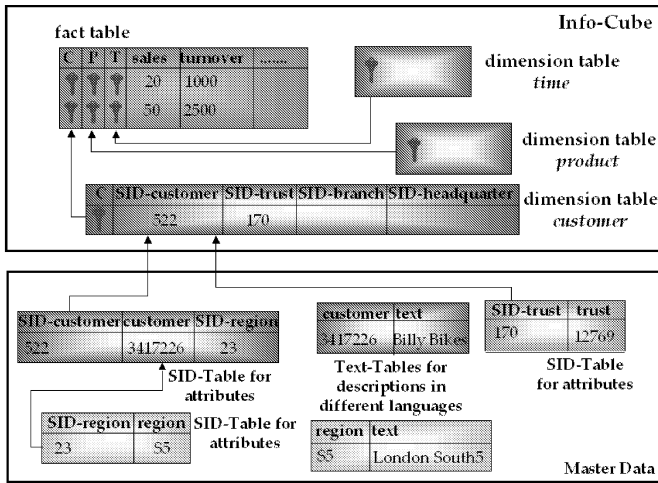 Info-Cube
fact table
C P T sales turnover .......
20 1000
50 2500
dimension table
time
dimension table
product
C SID-customer SID-trust SID-branch SID-headquarter
522 170
dimension table
customer
SID-customer customer SID-region
522 3417226 23
SID-Table for
attributes
customer text
3417226 Billy Bikes
Text-Tables for
descriptions in
different languages
SID-trust trust
170 12769
SID-Table
for attributes
SID-region region
23 S5
SID-Table for
attributes
region text
S5 London South5
Master Data